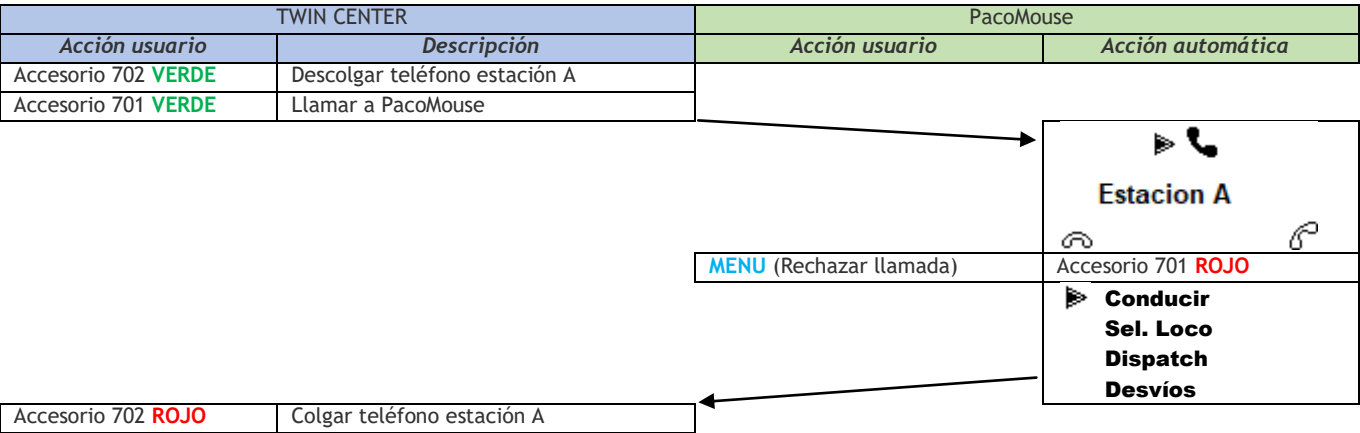 TWIN CENTER PacoMouse
Acción usuario Descripción Acción usuario Acción automática
Accesorio 702 VERDE Descolgar teléfono estación A
Accesorio 701 VERDE Llamar a PacoMouse
Estacion A
MENU (Rechazar llamada) Accesorio 701 ROJO
Conducir
Sel. Loco
Dispatch
Desvíos
Accesorio 702 ROJO Colgar teléfono estación A